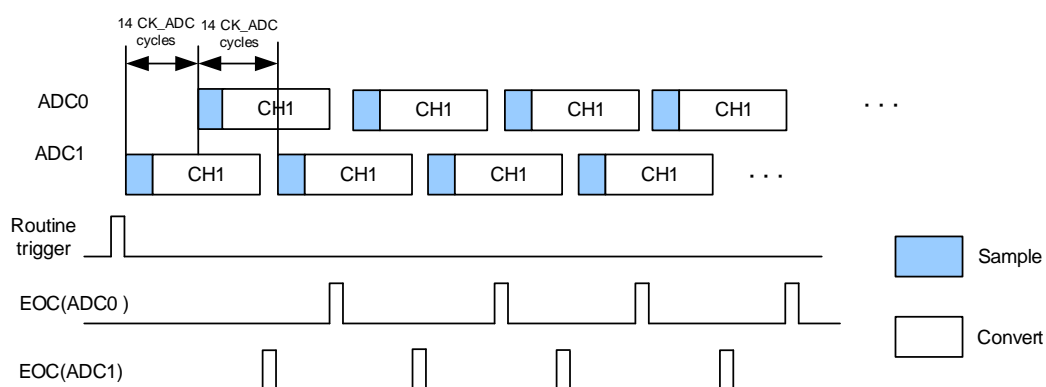 14 CK_ADC cycles
14 CK_ADC cycles
ADC0
CH1
CH1
CH1
CH1
. . .
ADC1
CH1
CH1
CH1
CH1
. . .
Routine
trigger
Sample
EOC(ADC0 )
Convert
EOC(ADC1)